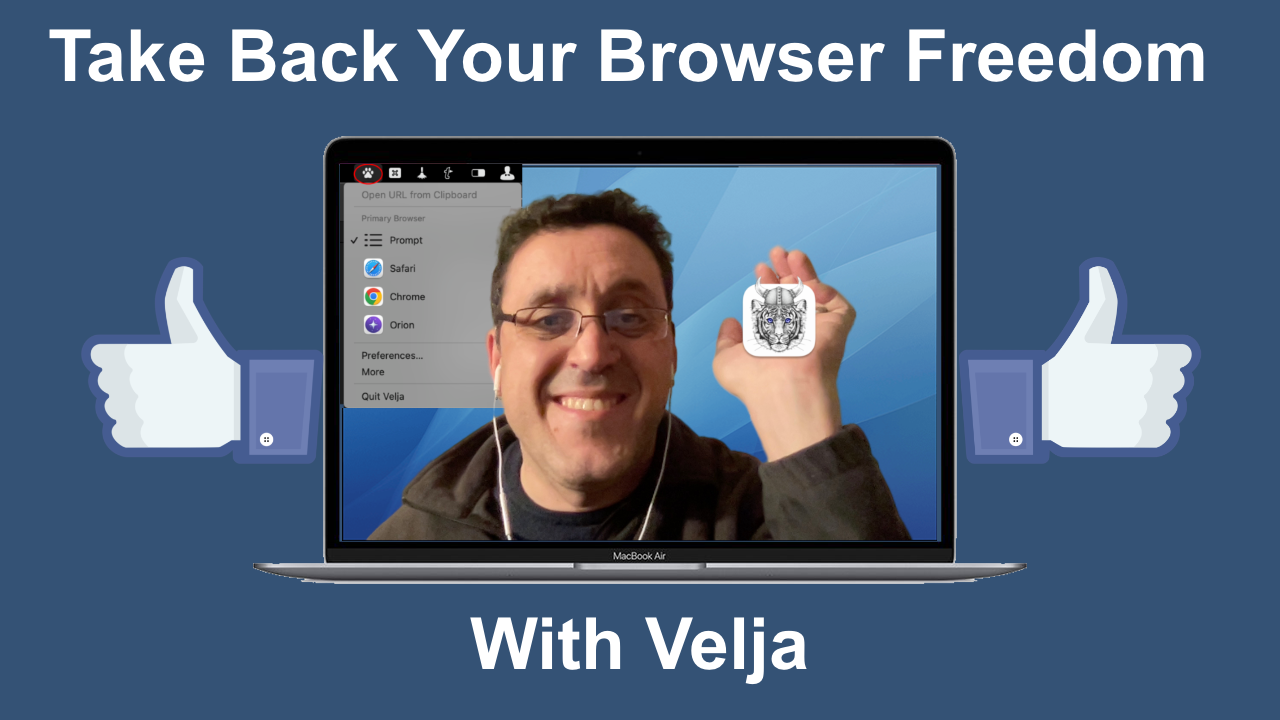 Take Back Your Browser Freedom
Open URL from Clipboard
Primary Browser
Prompt
Safari
Chrome
Orion
Preferences...
More
Quit Velja
MacBook Air
With Velja